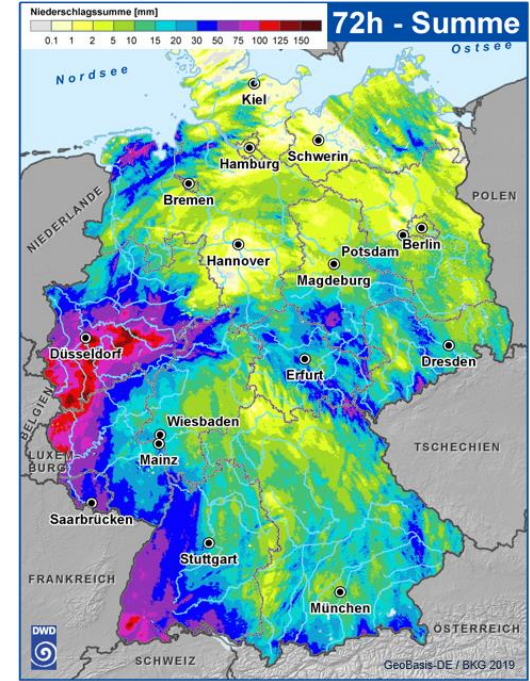 Niederschlagssumme [mm]
0.1 1 2 5 10 15 20 30 50 75 100 125 150
72h - Summe
Nordsee
Ostsee
Kiel
Hamburg
Schwerin
Bremen
NIEDERLANDE
POLEN
Hannover
Potsdam
Berlin
Magdeburg
Düsseldorf
Erfurt
Dresden
BELGIEN
Wiesbaden
LUXEM
BURG
Mainz
TSCHECHIEN
Saarbrücken
Stuttgart
FRANKREICH
München
DWD
ÖSTERREICH
SCHWEIZ
GeoBasis-DE / BKG 2019